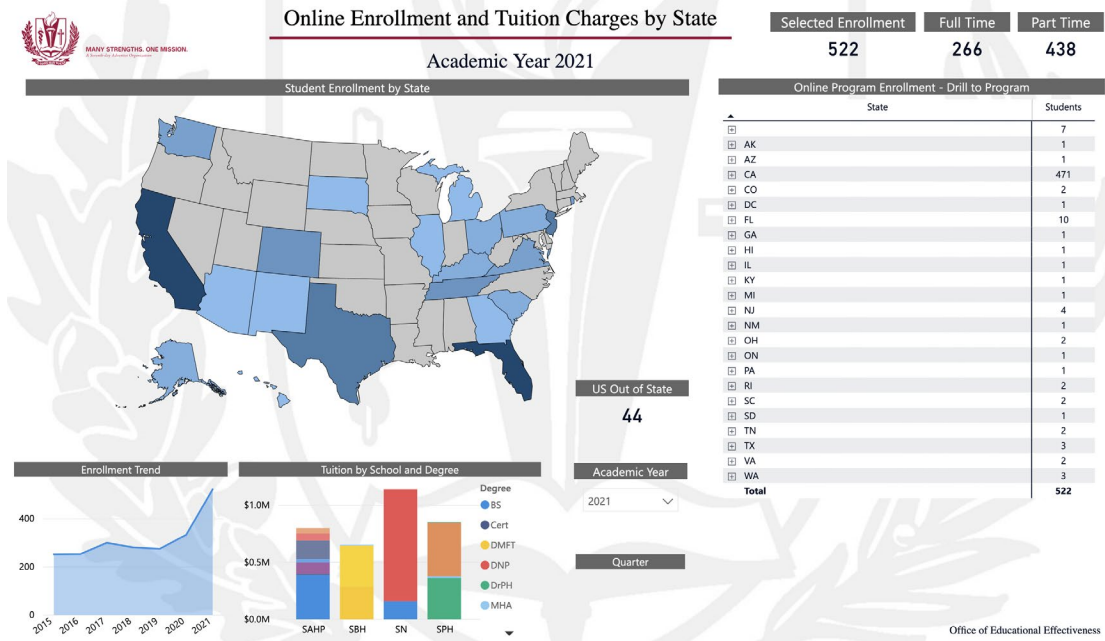 MANY STRENGTHS. ONE MISSION.
A Seventh-day Adventist Organization
Online Enrollment and Tuition Charges by State
Academic Year 2021
Selected Enrollment
522
Full Time
266
Part Time
438
Student Enrollment by State
US Out of State
44
Online Program Enrollment - Drill to Program
State Students
7
AK 1
AZ 1
CA 471
CO 2
DC 1
FL 10
GA 1
HI 1
IL 1
KY 1
MI 1
NJ 4
NM 1
OH 2
ON 1
PA 1
RI 2
SC 2
SD 1
TN 2
TX 3
VA 2
WA 3
Total 522
Enrollment Trend
400
200
0
2015 2016 2017 2018 2019 2020 2021
Tuition by School and Degree
$1.0M
$0.5M
$0.0M
SAHP SBH SN SPH
Degree
BS
Cert
DMFT
DNP
DrPH
MHA
Academic Year
2021
Quarter
Office of Educational Effectiveness